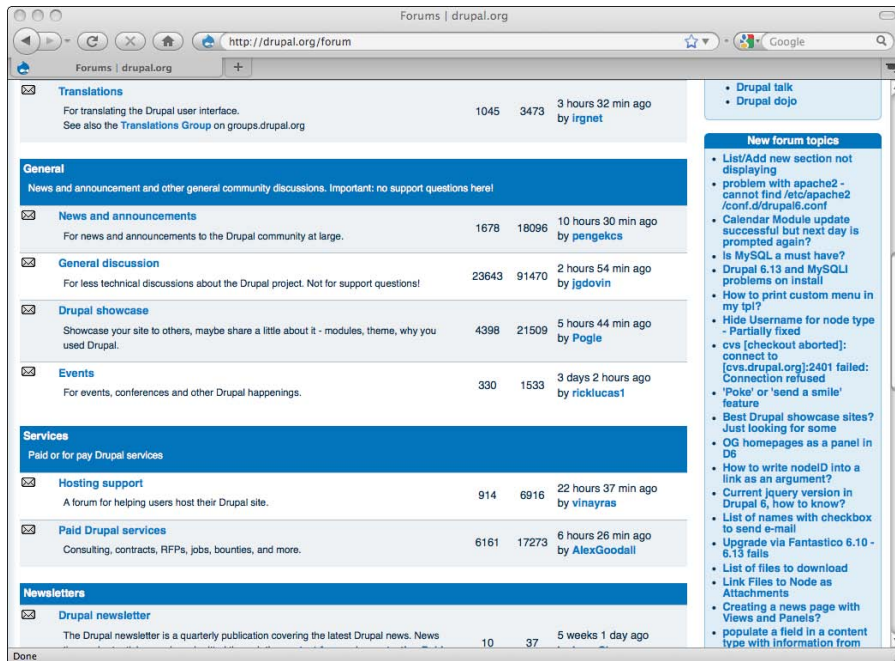 Forums | drupal.org
http://drupal.org/forum
Google
Forums | drupal.org
+
Translations
For translating the Drupal user interface.
See also the Translations Group on groups.drupal.org
1045 3473 3 hours 32 min ago
by irgnet
General
News and announcement and other general community discussions. Important: no support questions here!
News and announcements
For news and announcements to the Drupal community at large.
1678 18096 10 hours 30 min ago
by pengekcs
General discussion
For less technical discussions about the Drupal project. Not for support questions!
23643 91470 2 hours 54 min ago
by jgdovin
Drupal showcase
Showcase your site to others, maybe share a little about it - modules, theme, why you
used Drupal.
4398 21509 5 hours 44 min ago
by Pogle
Events
For events, conferences and other Drupal happenings.
330 1533 3 days 2 hours ago
by ricklucas1
Services
Paid or for pay Drupal services
Hosting support
A forum for helping users host their Drupal site.
914 6916 22 hours 37 min ago
by vinayras
Paid Drupal services
Consulting, contracts, RFPs, jobs, bounties, and more.
6161 17273 6 hours 26 min ago
by AlexGoodall
Newsletters
Drupal newsletter
The Drupal newsletter is a quarterly publication covering the latest Drupal news. News
10 37 5 weeks 1 day ago
Drupal talk
Drupal dojo
New forum topics
List/Add new section not
displaying
problem with apache2 -
cannot find /etc/apache2
/conf.d/drupal6.conf
Calendar Module update
successful but next day is
prompted again?
Is MySQL a must have?
Drupal 6.13 and MySQLI
problems on install
How to print custom menu in
my tpl?
Hide Username for node type
- Partially fixed
cvs [checkout aborted]:
connect to
[cvs.drupal.org]:2401 failed:
Connection refused
'Poke' or 'send a smile'
feature
Best Drupal showcase sites?
Just looking for some
OG homepages as a panel in
D6
How to write nodeID into a
link as an argument?
Current jquery version in
Drupal 6, how to know?
List of names with checkbox
to send e-mail
Upgrade via Fantastico 6.10 -
6.13 fails
List of files to download
Link Files to Node as
Attachments
Creating a news page with
Views and Panels?
populate a field in a content
type with information from
Done